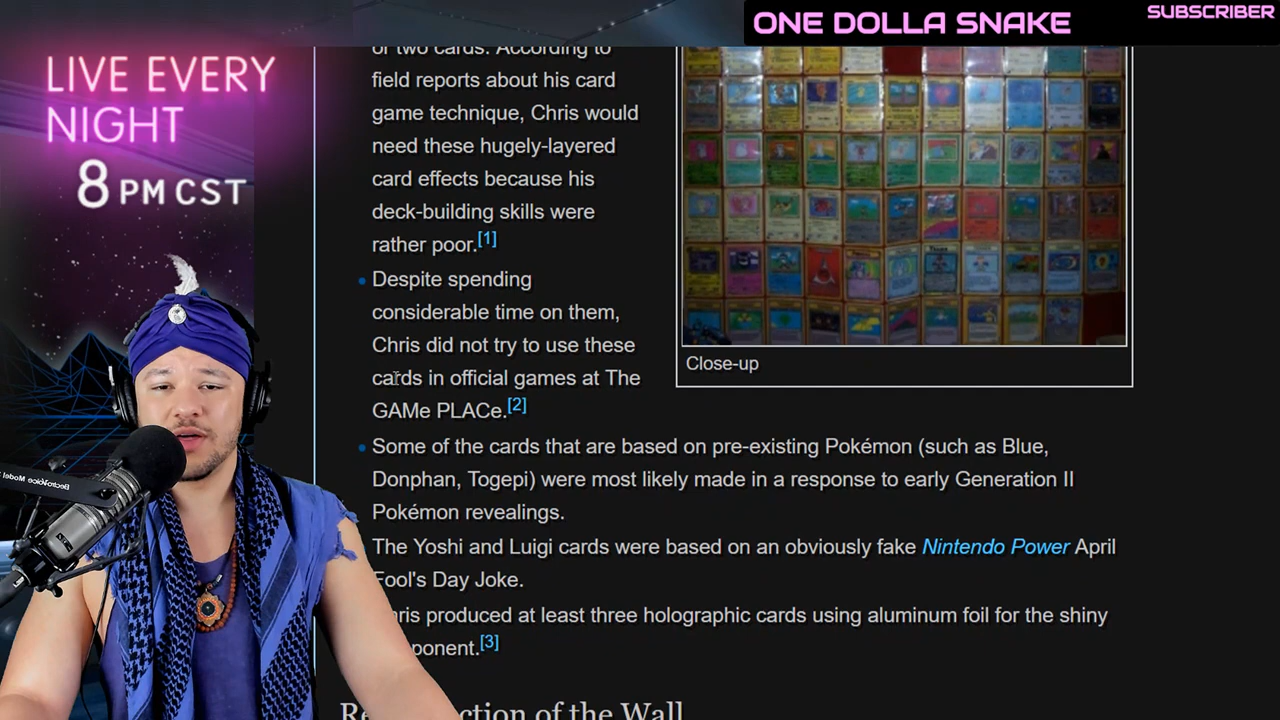 ONE DOLLA SNAKE
SUBSCRIBER
LIVE EVERY
NIGHT
8 PM CST
or two cards. According to
field reports about his card
game technique, Chris would
need these hugely-layered
card effects because his
deck-building skills were
rather poor.[1]
Despite spending
considerable time on them,
Chris did not try to use these
cards in official games at The
GAMe PLACe.[2]
Close-up
Some of the cards that are based on pre-existing Pokémon (such as Blue,
Donphan, Togepi) were most likely made in a response to early Generation II
Pokémon revealings.
The Yoshi and Luigi cards were based on an obviously fake Nintendo Power April
Fool's Day Joke.
hris produced at least three holographic cards using aluminum foil for the shiny
ponent.[3]
ction of the Wall